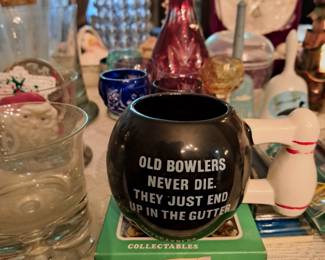 OLD BOWLERS
NEVER DIE.
THEY JUST END
UP IN THE GUTTER.
COLLECTABLES